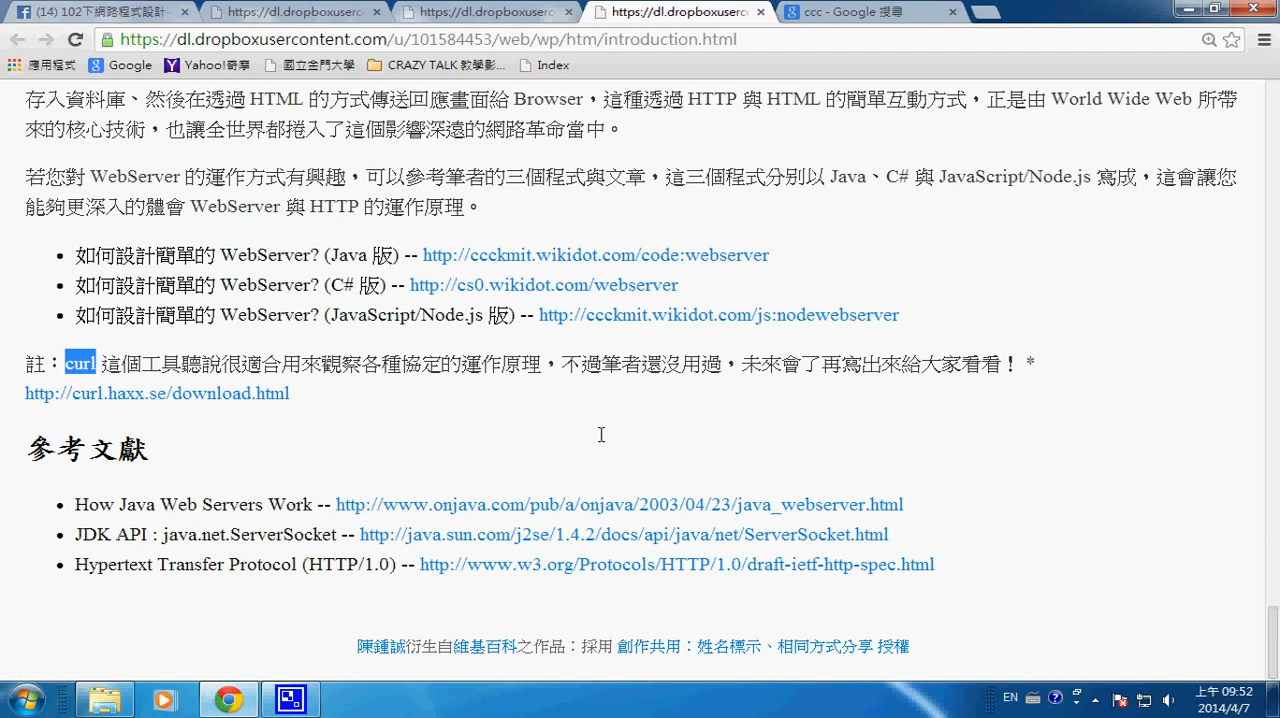 (14) 102下網路程式設計-
https://dl.dropboxuserc
https://dl.dropboxuserc
https://dl.dropboxuserc
ccc - Google 搜尋
https://dl.dropboxusercontent.com/u/101584453/web/wp/htm/introduction.html
應用程式 Google Yahoo!奇摩 國立金門大學 CRAZY TALK 教學影... Index
存入資料庫、然後在透過 HTML 的方式傳送回應畫面給 Browser，這種透過 HTTP 與 HTML 的簡單互動方式，正是由 World Wide Web 所帶
來的核心技術，也讓全世界都捲入了這個影響深遠的網路革命當中。
若您對 WebServer 的運作方式有興趣，可以參考筆者的三個程式與文章，這三個程式分別以 Java、C# 與 JavaScript/Node.js 寫成，這會讓您
能夠更深入的體會 WebServer 與 HTTP 的運作原理。
• 如何設計簡單的 WebServer? (Java 版) -- http://ccckmit.wikidot.com/code:webserver
• 如何設計簡單的 WebServer? (C# 版) -- http://cs0.wikidot.com/webserver
• 如何設計簡單的 WebServer? (JavaScript/Node.js 版) -- http://ccckmit.wikidot.com/js:nodewebserver
註：curl 這個工具聽說很適合用來觀察各種協定的運作原理，不過筆者還沒用過，未來會了再寫出來給大家看看！ *
http://curl.haxx.se/download.html
參考文獻
• How Java Web Servers Work -- http://www.onjava.com/pub/a/onjava/2003/04/23/java_webserver.html
• JDK API : java.net.ServerSocket -- http://java.sun.com/j2se/1.4.2/docs/api/java/net/ServerSocket.html
• Hypertext Transfer Protocol (HTTP/1.0) -- http://www.w3.org/Protocols/HTTP/1.0/draft-ietf-http-spec.html
陳鍾誠衍生自維基百科之作品：採用 創作共用：姓名標示、相同方式分享 授權
EN
上午 09:52
2014/4/7